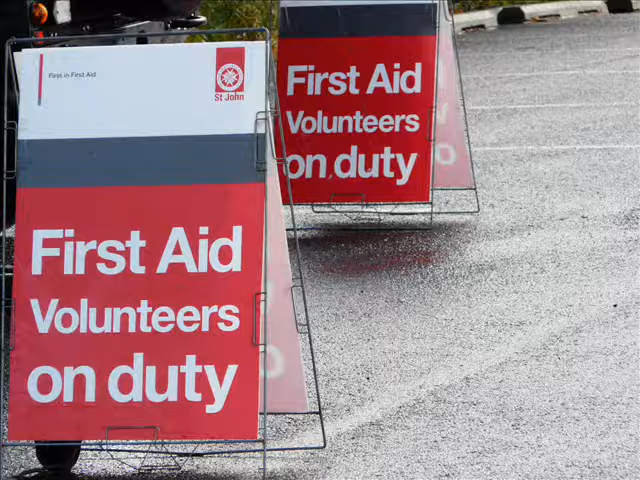 First in First Aid
St John
First Aid
Volunteers
on duty
First Aid
Volunteers
on duty